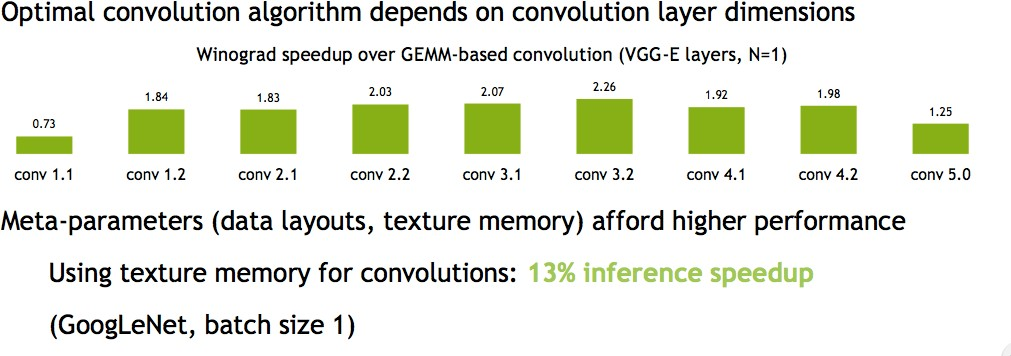 Optimal convolution algorithm depends on convolution layer dimensions
Winograd speedup over GEMM-based convolution (VGG-E layers, N=1)
0.73 1.84 1.83 2.03 2.07 2.26 1.92 1.98 1.25
conv 1.1 conv 1.2 conv 2.1 conv 2.2 conv 3.1 conv 3.2 conv 4.1 conv 4.2 conv 5.0
Meta-parameters (data layouts, texture memory) afford higher performance
Using texture memory for convolutions: 13% inference speedup
(GoogLeNet, batch size 1)